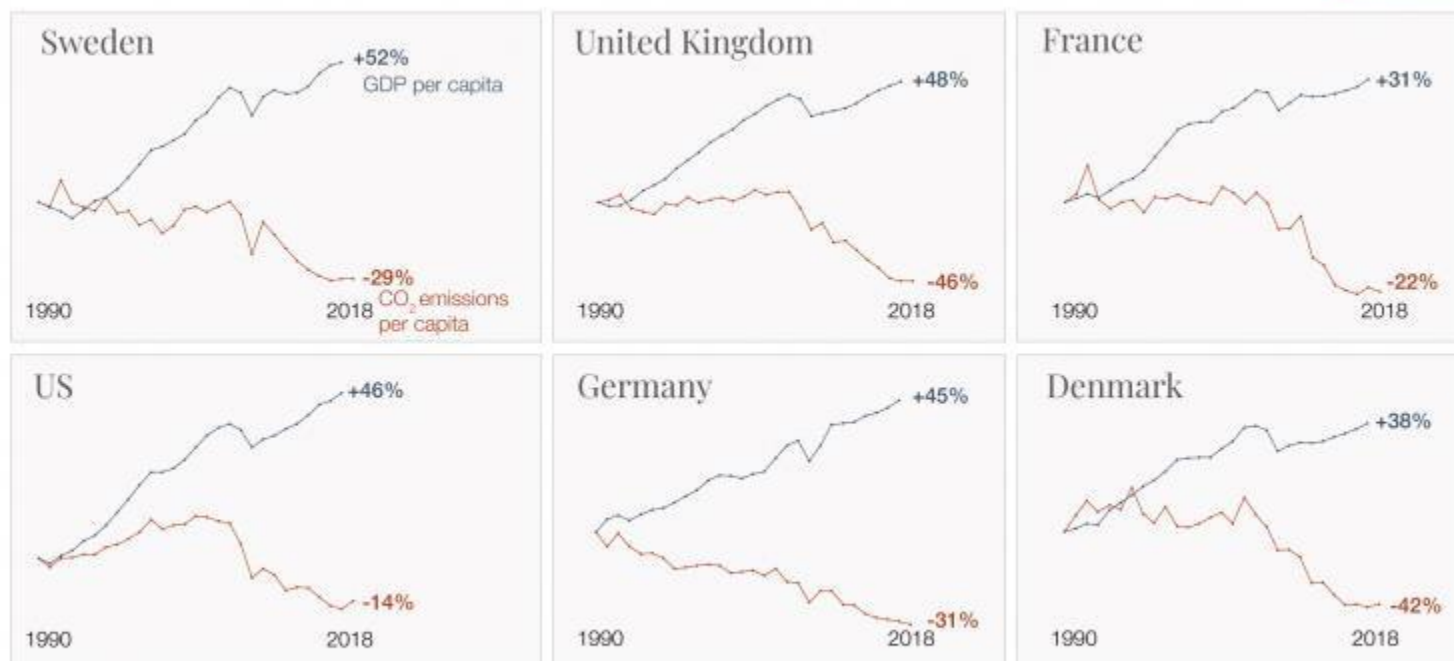 Sweden
+52%
GDP per capita
-29%
CO₂ emissions
per capita
1990
2018
United Kingdom
+48%
-46%
1990
2018
France
+31%
-22%
1990
2018
US
+46%
-14%
1990
2018
Germany
+45%
-31%
1990
2018
Denmark
+38%
-42%
1990
2018